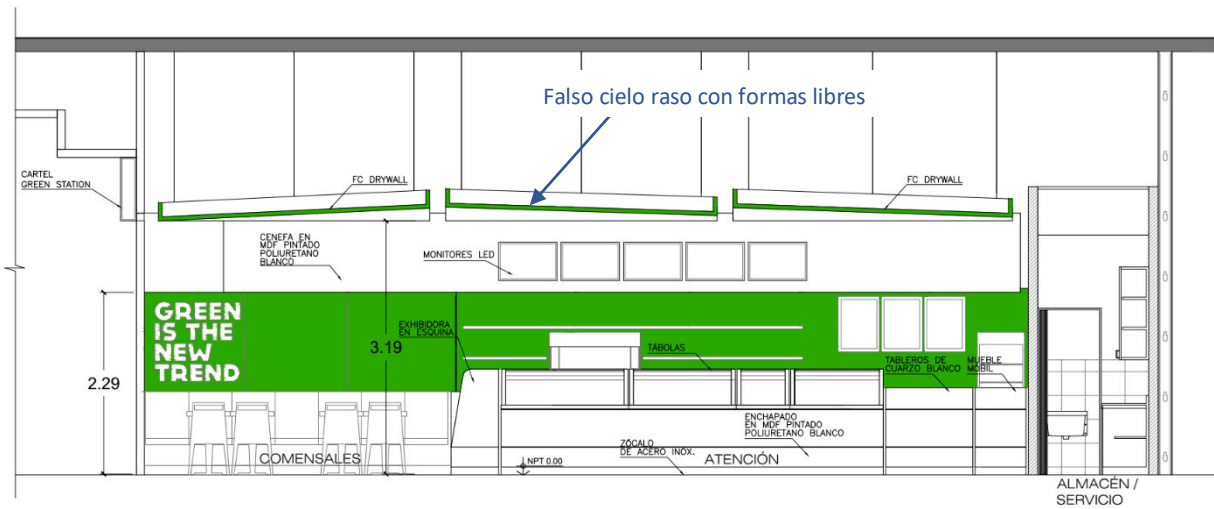 Falso cielo raso con formas libres
CARTEL
GREEN STATION
FC DRYWALL
FC DRYWALL
CENEFA EN
MDF PINTADO
POLIURETANO
BLANCO
MONITORES LED
GREEN
IS THE
NEW
TREND
EXHIBIDORA
EN ESQUINA
3.19
2.29
TÁBOLAS
TABLEROS DE
CUARZO BLANCO
MUEBLE
MOBIL
ENCHAPADO
EN MDF PINTADO
POLIURETANO BLANCO
ZÓCALO
DE ACERO INOX.
COMENSALES
NPT 0.00
ATENCIÓN
ALMACÉN /
SERVICIO